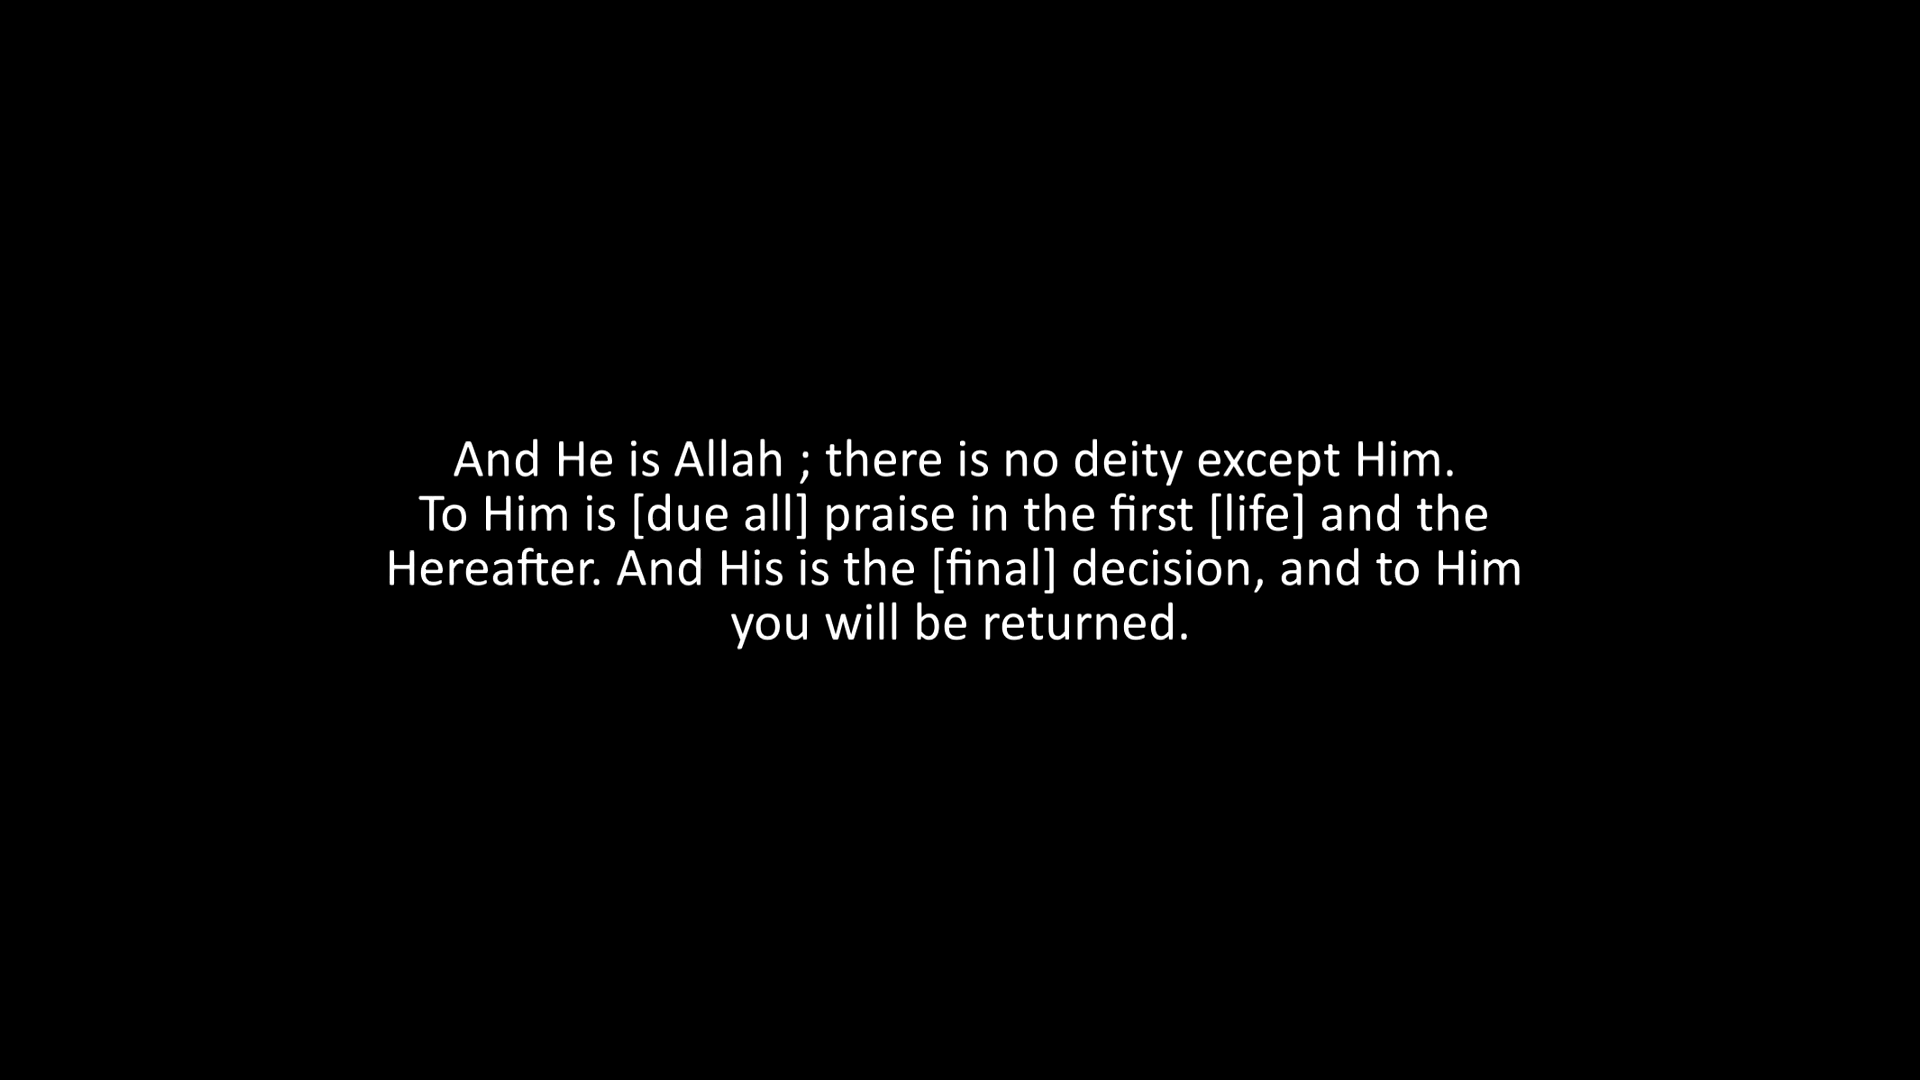 And He is Allah ; there is no deity except Him.
To Him is [due all] praise in the first [life] and the
Hereafter. And His is the [final] decision, and to Him
you will be returned.